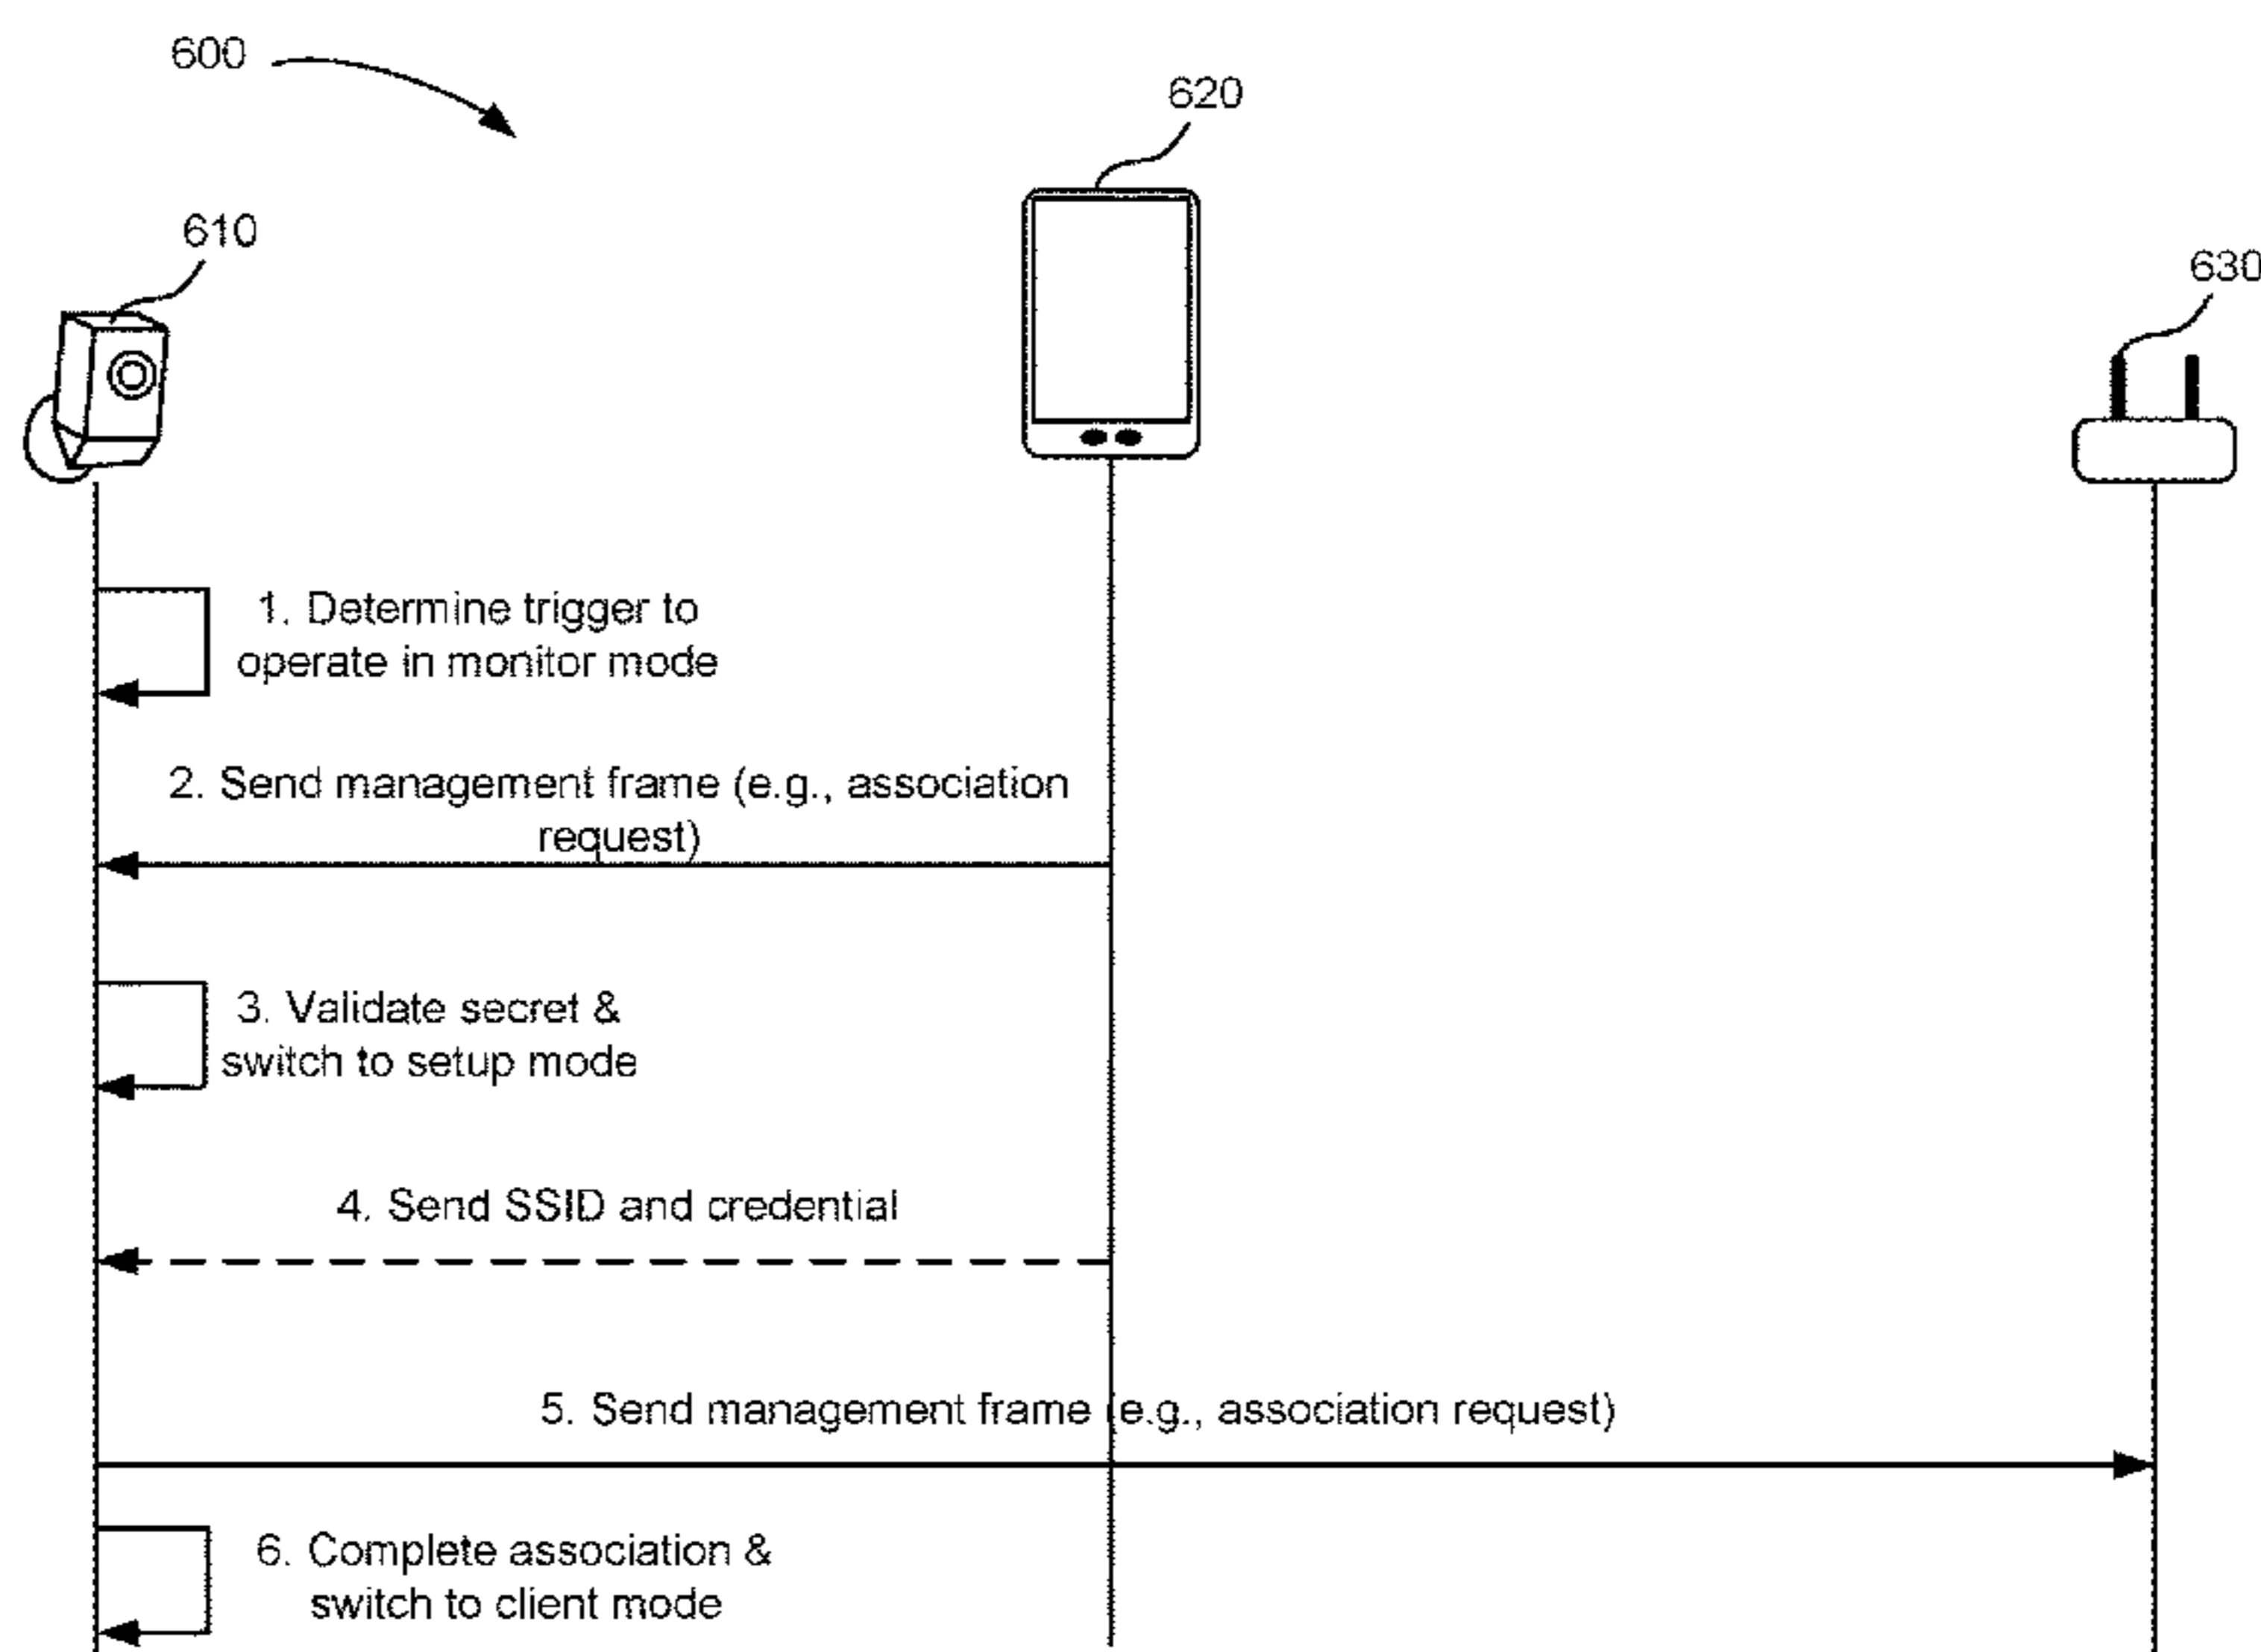 600
620
610
630
1. Determine trigger to
operate in monitor mode
2. Send management frame (e.g., association
request)
3. Validate secret &
switch to setup mode
4. Send SSID and credential
5. Send management frame (e.g., association request)
6. Complete association &
switch to client mode